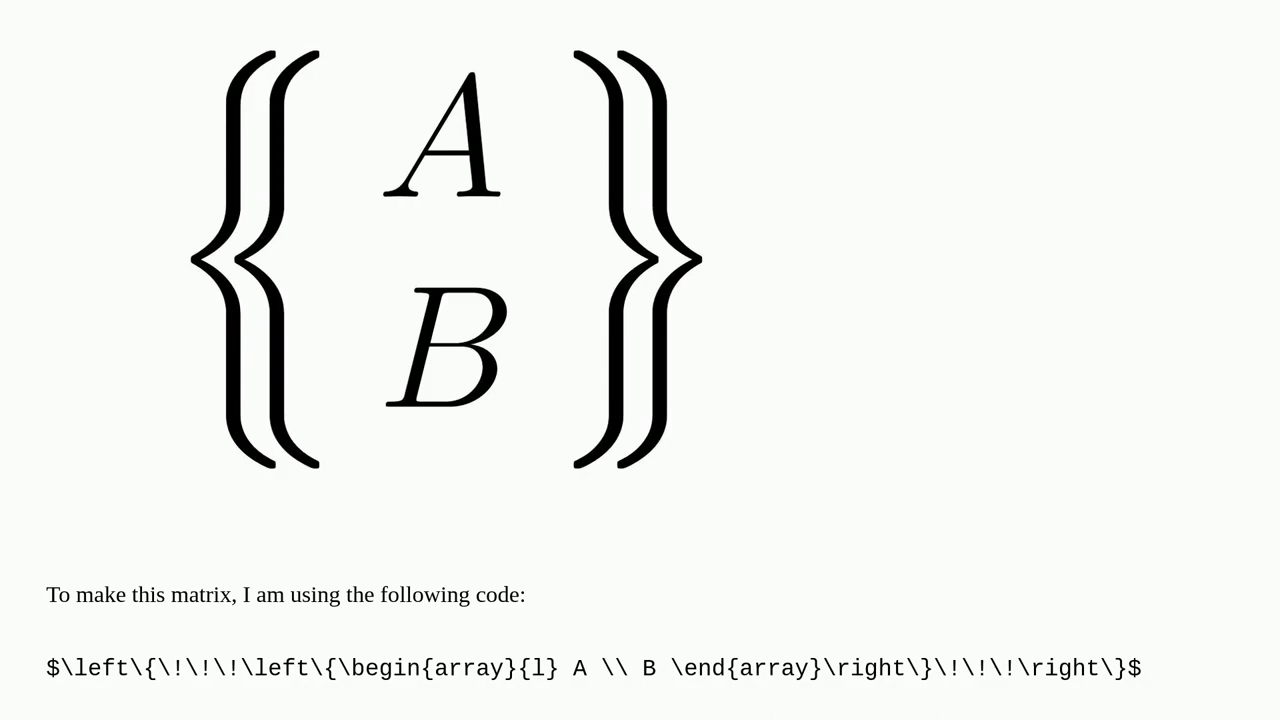 {{ A }}
B
To make this matrix, I am using the following code:
$\left\{\!\!\!\left\{\begin{array}{l} A \\ B \end{array}\right\}\!\!\!\right\}$